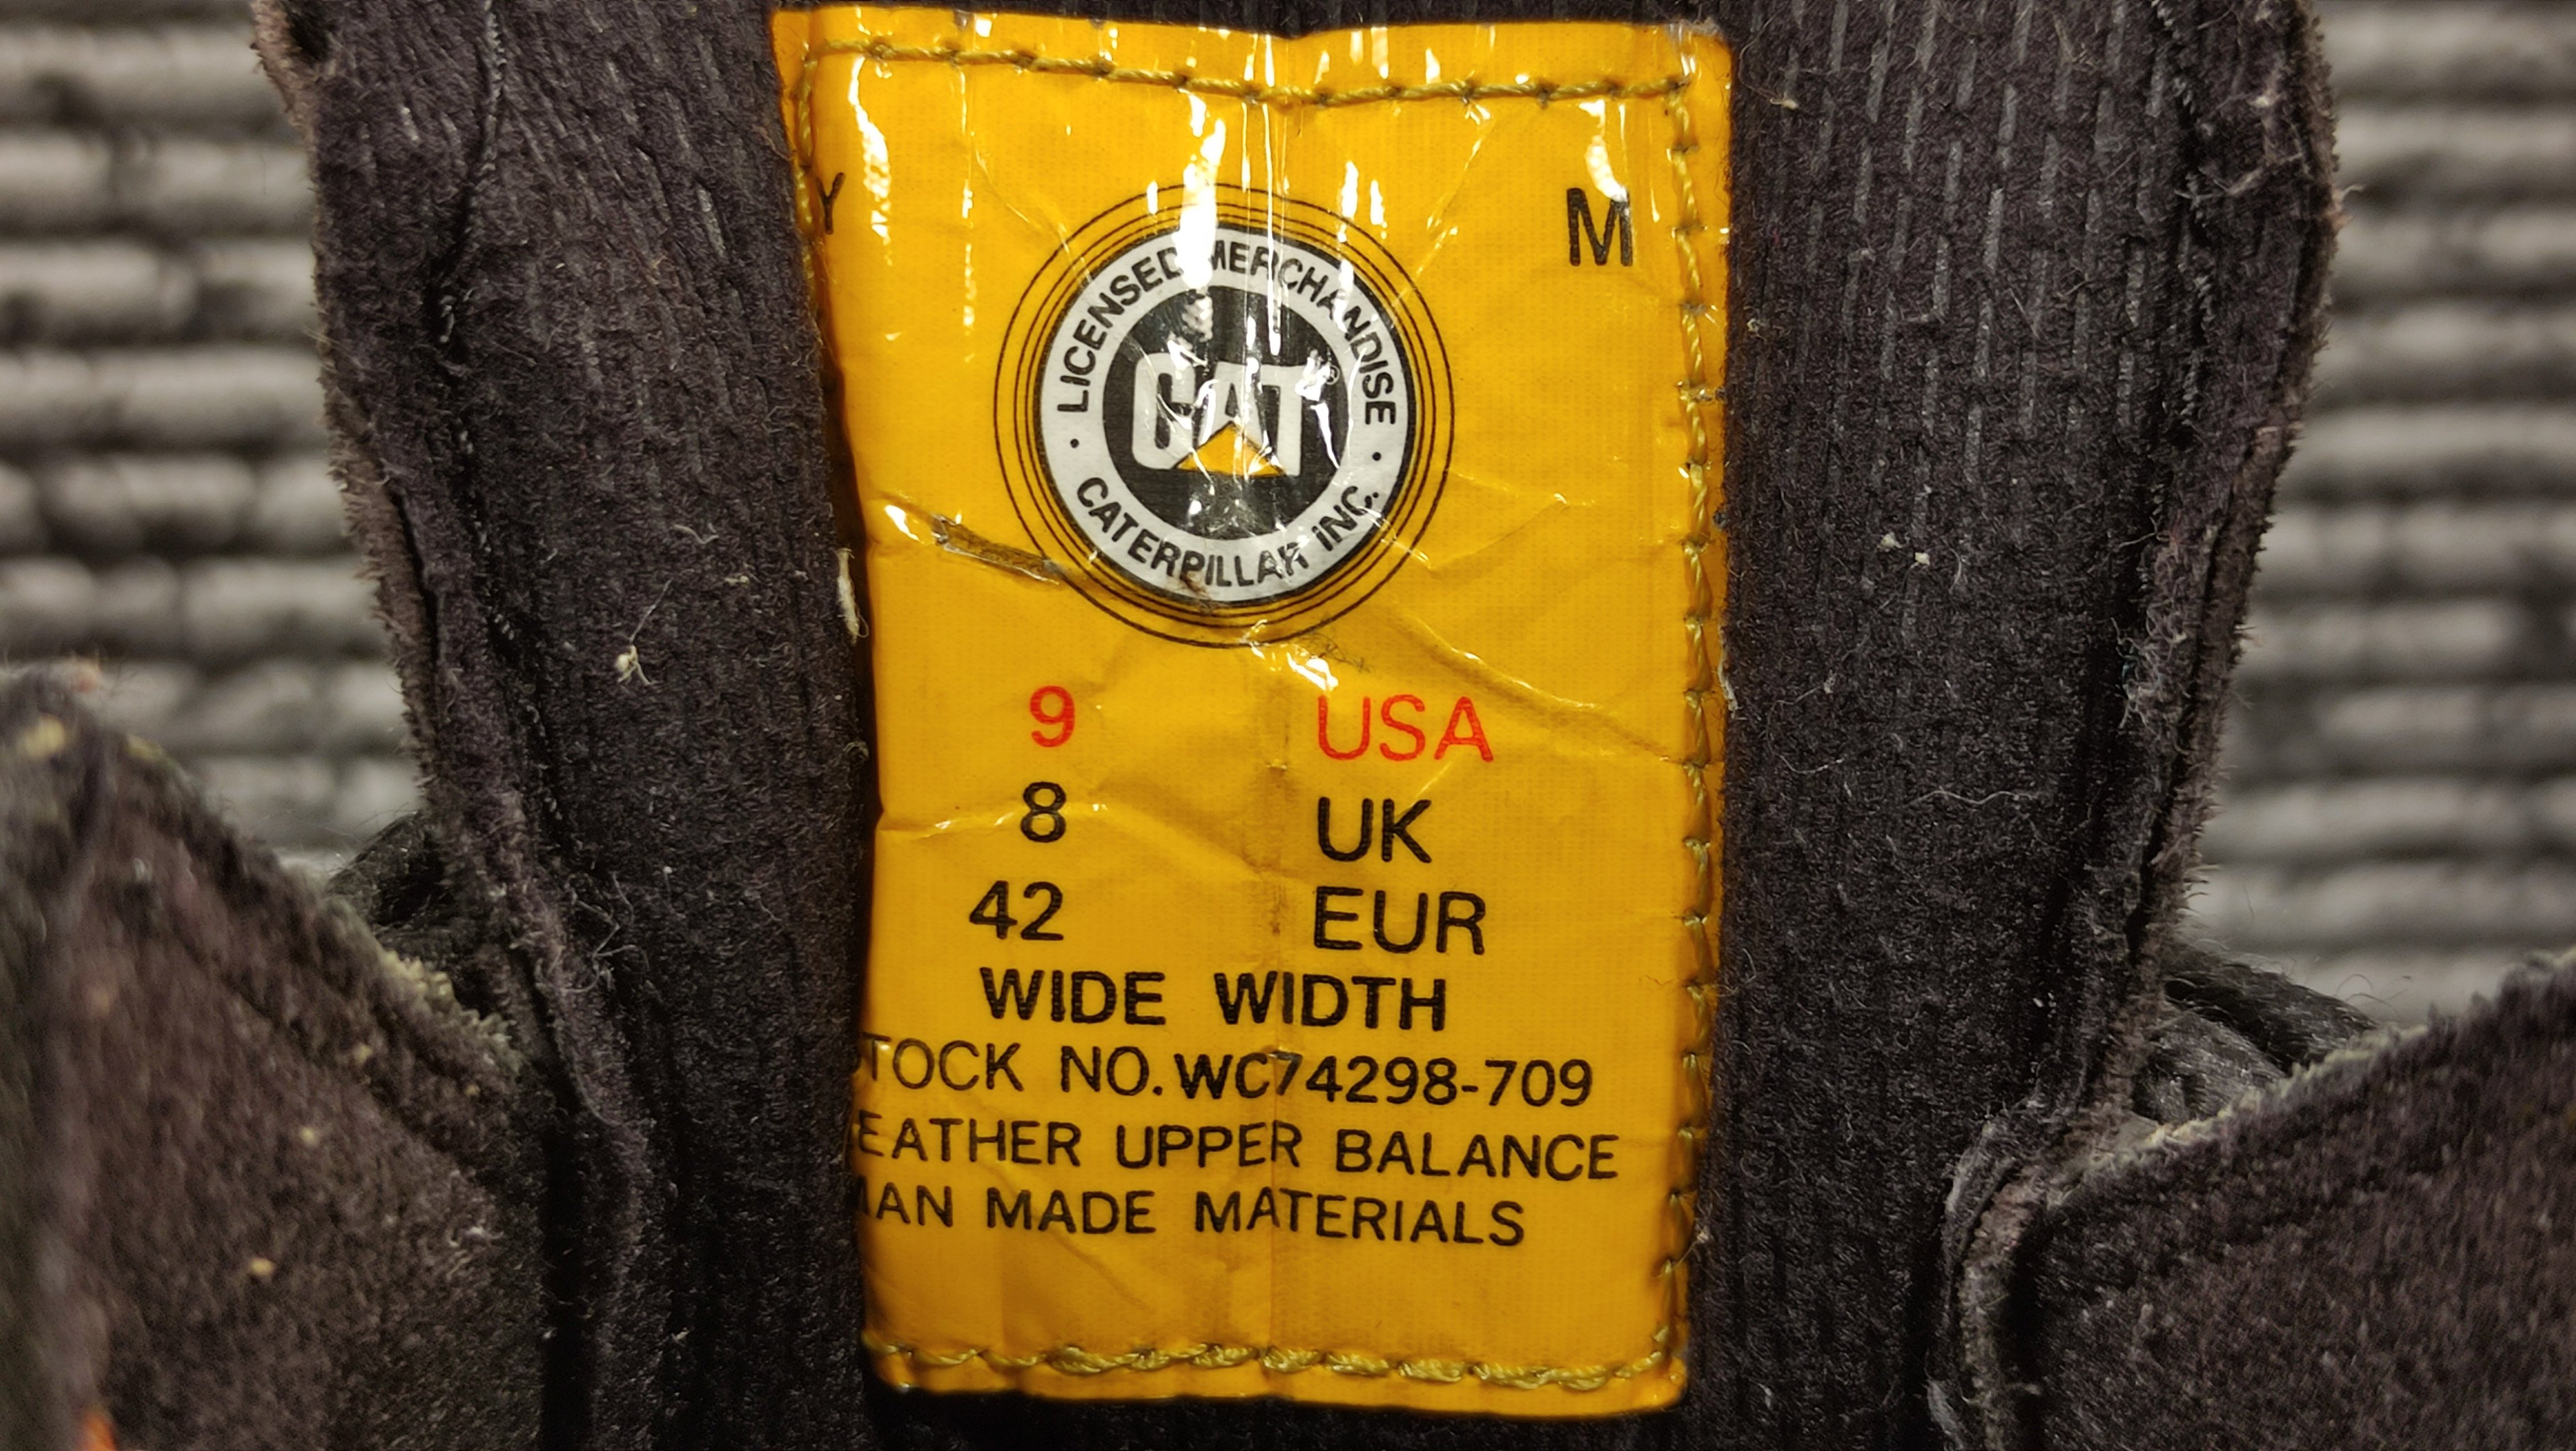 Y M
LICENSED MERCHANDISE
CAT®
CATERPILLAR INC.
9 USA
8 UK
42 EUR
WIDE WIDTH
TOCK NO. WC74298-709
EATHER UPPER BALANCE
AN MADE MATERIALS